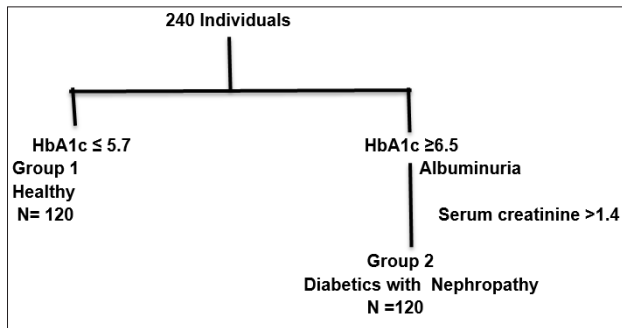 240 Individuals
HbA1c ≤ 5.7
Group 1
Healthy
N= 120
HbA1c ≥6.5
Albuminuria
Serum creatinine >1.4
Group 2
Diabetics with Nephropathy
N =120